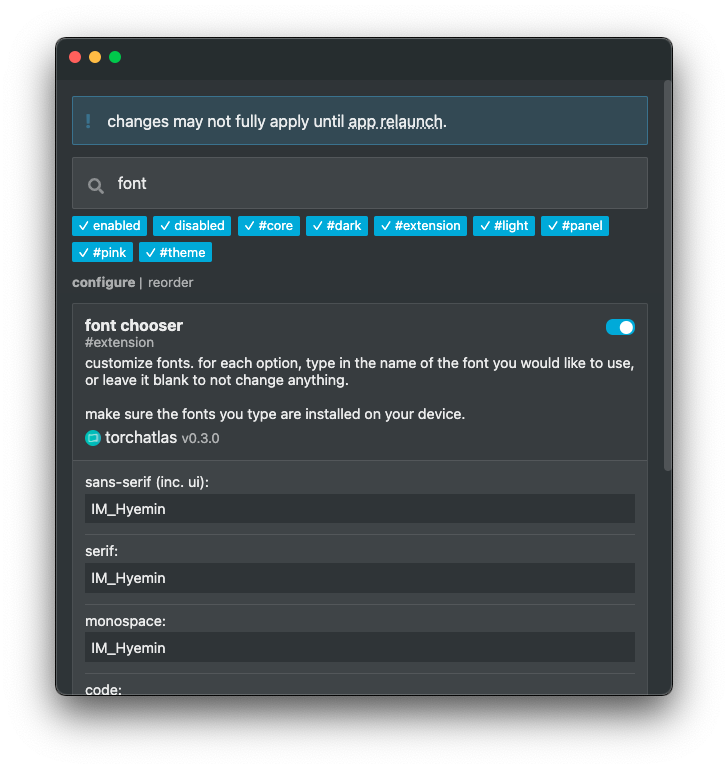 changes may not fully apply until app relaunch.
font
enabled disabled #core #dark #extension #light #panel
#pink #theme
configure | reorder
font chooser
#extension
customize fonts. for each option, type in the name of the font you would like to use,
or leave it blank to not change anything.
make sure the fonts you type are installed on your device.
torchatlas v0.3.0
sans-serif (inc. ui):
IM_Hyemin
serif:
IM_Hyemin
monospace:
IM_Hyemin
code: